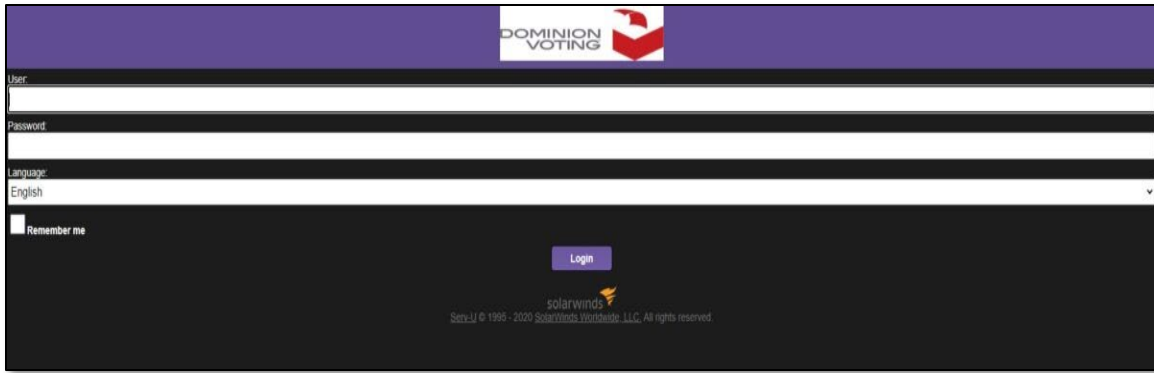 DOMINION
VOTING
User:
Password:
Language:
English
Remember me
Login
solarwinds
Serv-U © 1995 - 2020 SolarWinds Worldwide, LLC. All rights reserved.